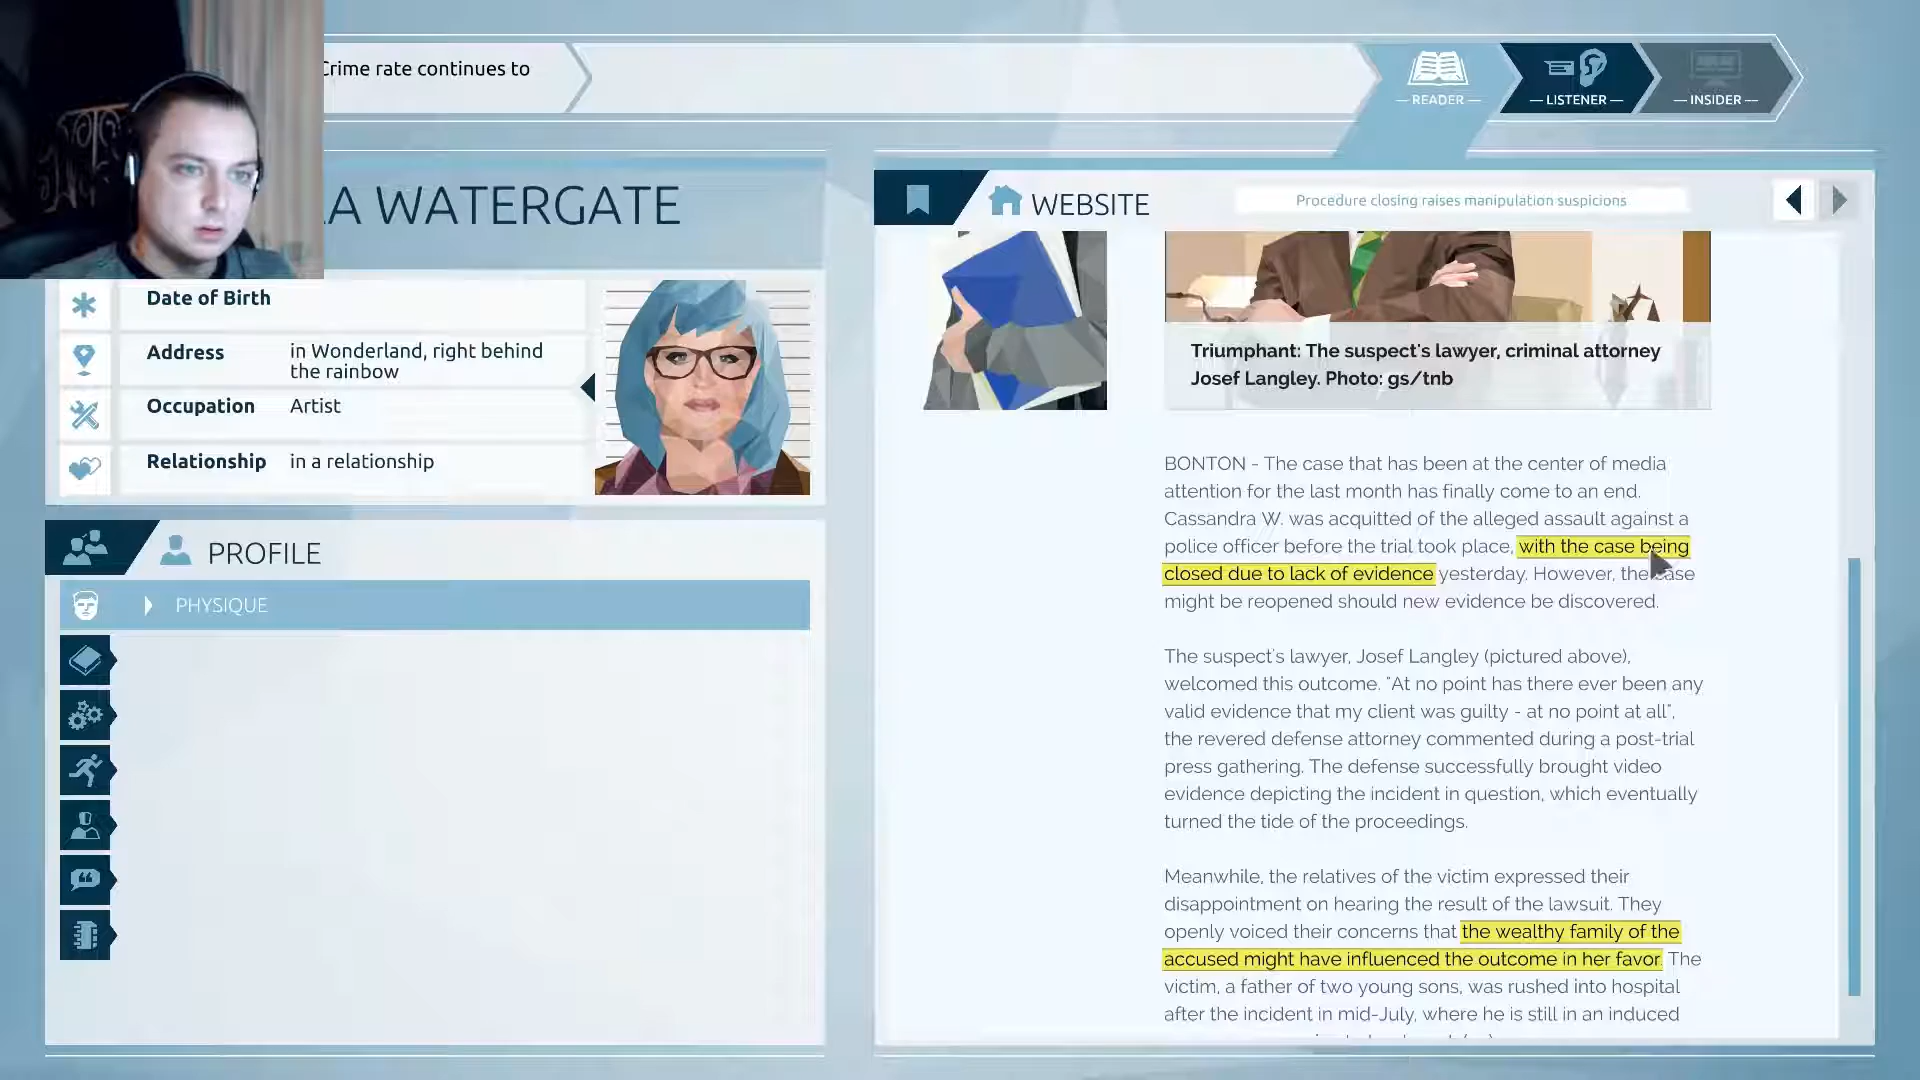 Crime rate continues to
READER
LISTENER
INSIDER
A WATERGATE
Date of Birth
Address in Wonderland, right behind
the rainbow
Occupation Artist
Relationship in a relationship
PROFILE
PHYSIQUE
WEBSITE
Procedure closing raises manipulation suspicions
Triumphant: The suspect's lawyer, criminal attorney
Josef Langley. Photo: gs/tnb
BONTON - The case that has been at the center of media
attention for the last month has finally come to an end.
Cassandra W. was acquitted of the alleged assault against a
police officer before the trial took place, with the case being
closed due to lack of evidence yesterday. However, the case
might be reopened should new evidence be discovered.
The suspect's lawyer, Josef Langley (pictured above),
welcomed this outcome. "At no point has there ever been any
valid evidence that my client was guilty - at no point at all",
the revered defense attorney commented during a post-trial
press gathering. The defense successfully brought video
evidence depicting the incident in question, which eventually
turned the tide of the proceedings.
Meanwhile, the relatives of the victim expressed their
disappointment on hearing the result of the lawsuit. They
openly voiced their concerns that the wealthy family of the
accused might have influenced the outcome in her favor. The
victim, a father of two young sons, was rushed into hospital
after the incident in mid-July, where he is still in an induced